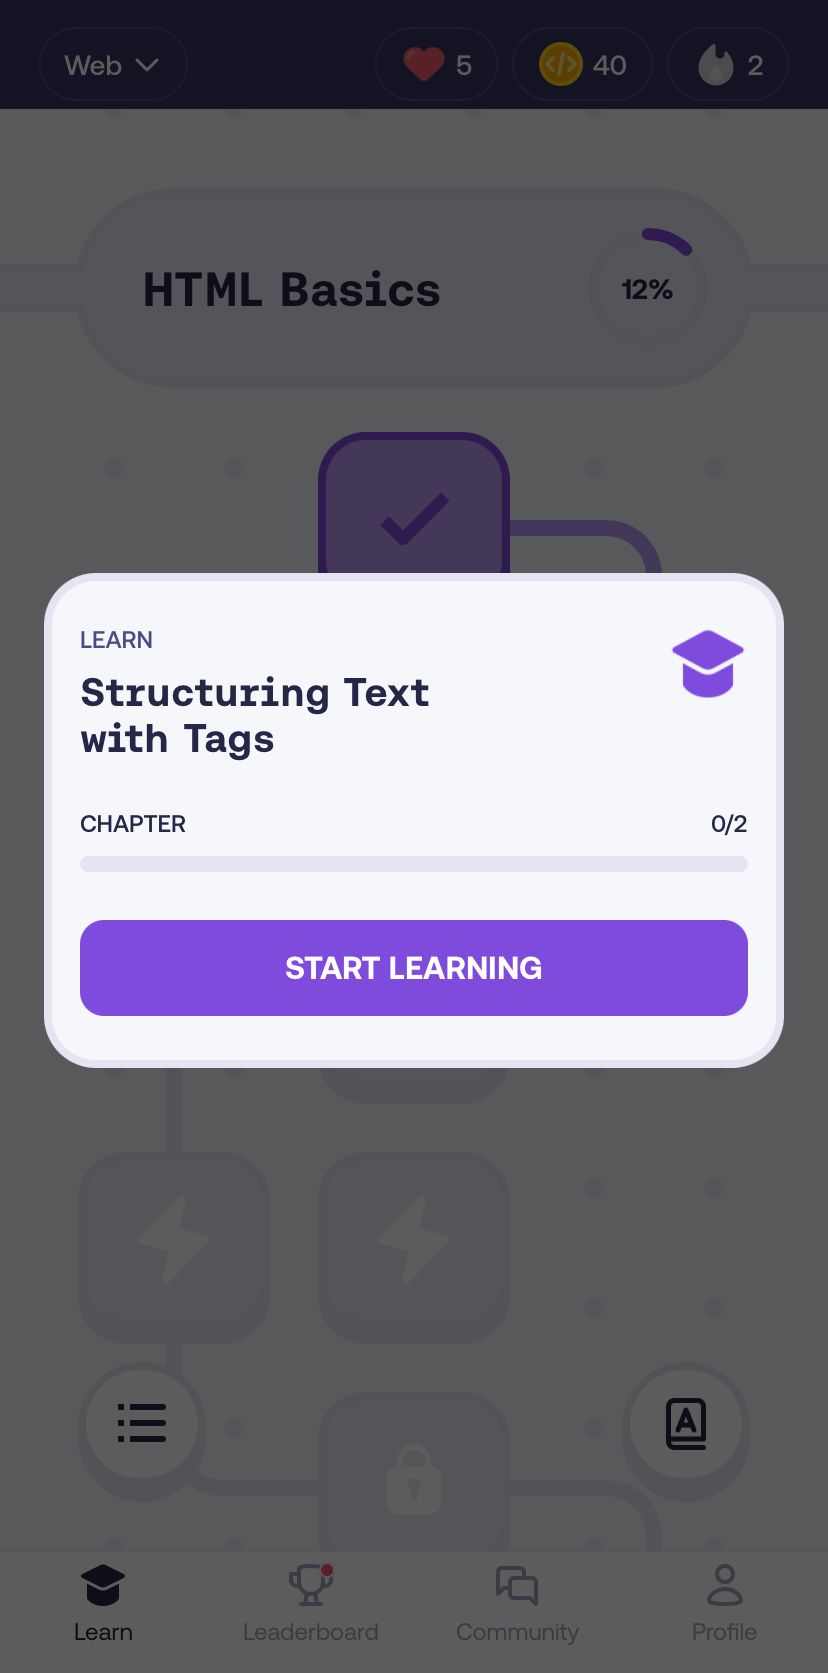 Web
5
40
2
HTML Basics
12%
LEARN
Structuring Text
with Tags
CHAPTER
0/2
START LEARNING
Learn
Leaderboard
Community
Profile